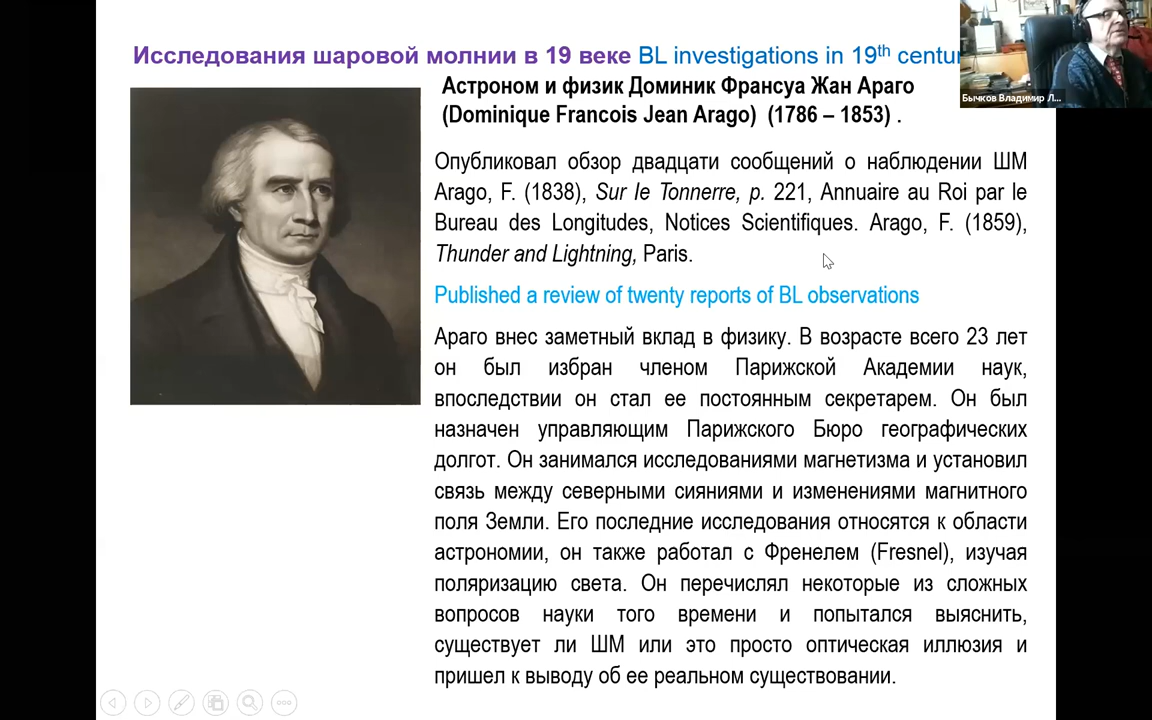 Исследования шаровой молнии в 19 веке BL investigations in 19th centur
Бычков Владимир Л...
Астроном и физик Доминик Франсуа Жан Араго
(Dominique Francois Jean Arago) (1786 – 1853) .
Опубликовал обзор двадцати сообщений о наблюдении ШМ
Arago, F. (1838), Sur le Tonnerre, p. 221, Annuaire au Roi par le
Bureau des Longitudes, Notices Scientifiques. Arago, F. (1859),
Thunder and Lightning, Paris.
Published a review of twenty reports of BL observations
Араго внес заметный вклад в физику. В возрасте всего 23 лет
он был избран членом Парижской Академии наук,
впоследствии он стал ее постоянным секретарем. Он был
назначен управляющим Парижского Бюро географических
долгот. Он занимался исследованиями магнетизма и установил
связь между северными сияниями и изменениями магнитного
поля Земли. Его последние исследования относятся к области
астрономии, он также работал с Френелем (Fresnel), изучая
поляризацию света. Он перечислял некоторые из сложных
вопросов науки того времени и попытался выяснить,
существует ли ШМ или это просто оптическая иллюзия и
пришел к выводу об ее реальном существовании.